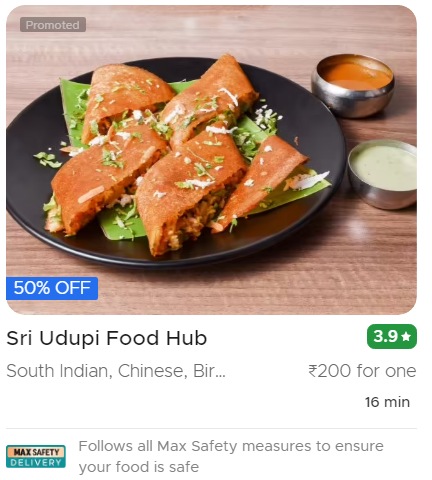 Promoted
50% OFF
Sri Udupi Food Hub
3.9★
South Indian, Chinese, Bir...
₹200 for one
16 min
MAX SAFETY
DELIVERY
Follows all Max Safety measures to ensure
your food is safe